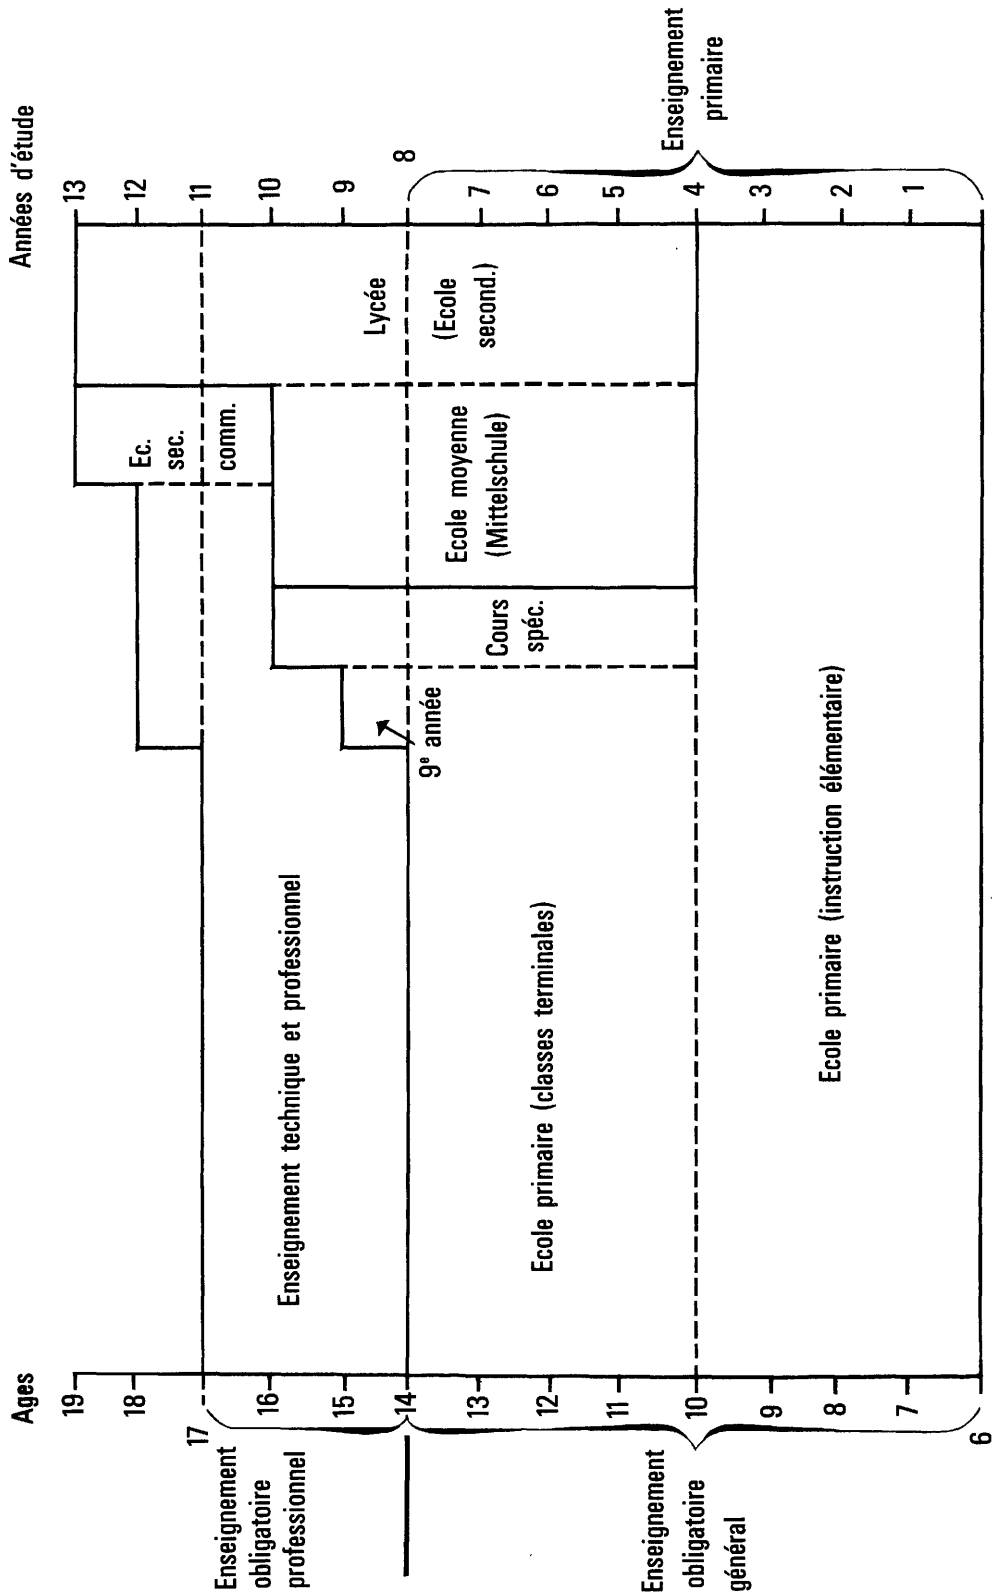 Années d'étude
13
12
11
10
9
8
7
6
5
4
3
2
1
Enseignement
primaire
Lycée
(Ecole
second.)
Ec.
sec.
comm.
Ecole moyenne
(Mittelschule)
Cours
spéc.
9e année
Enseignement technique et professionnel
Ecole primaire (classes terminales)
Ecole primaire (instruction élémentaire)
Ages
19
18
17
16
15
14
13
12
11
10
9
8
7
6
Enseignement
obligatoire
professionnel
Enseignement
obligatoire
général